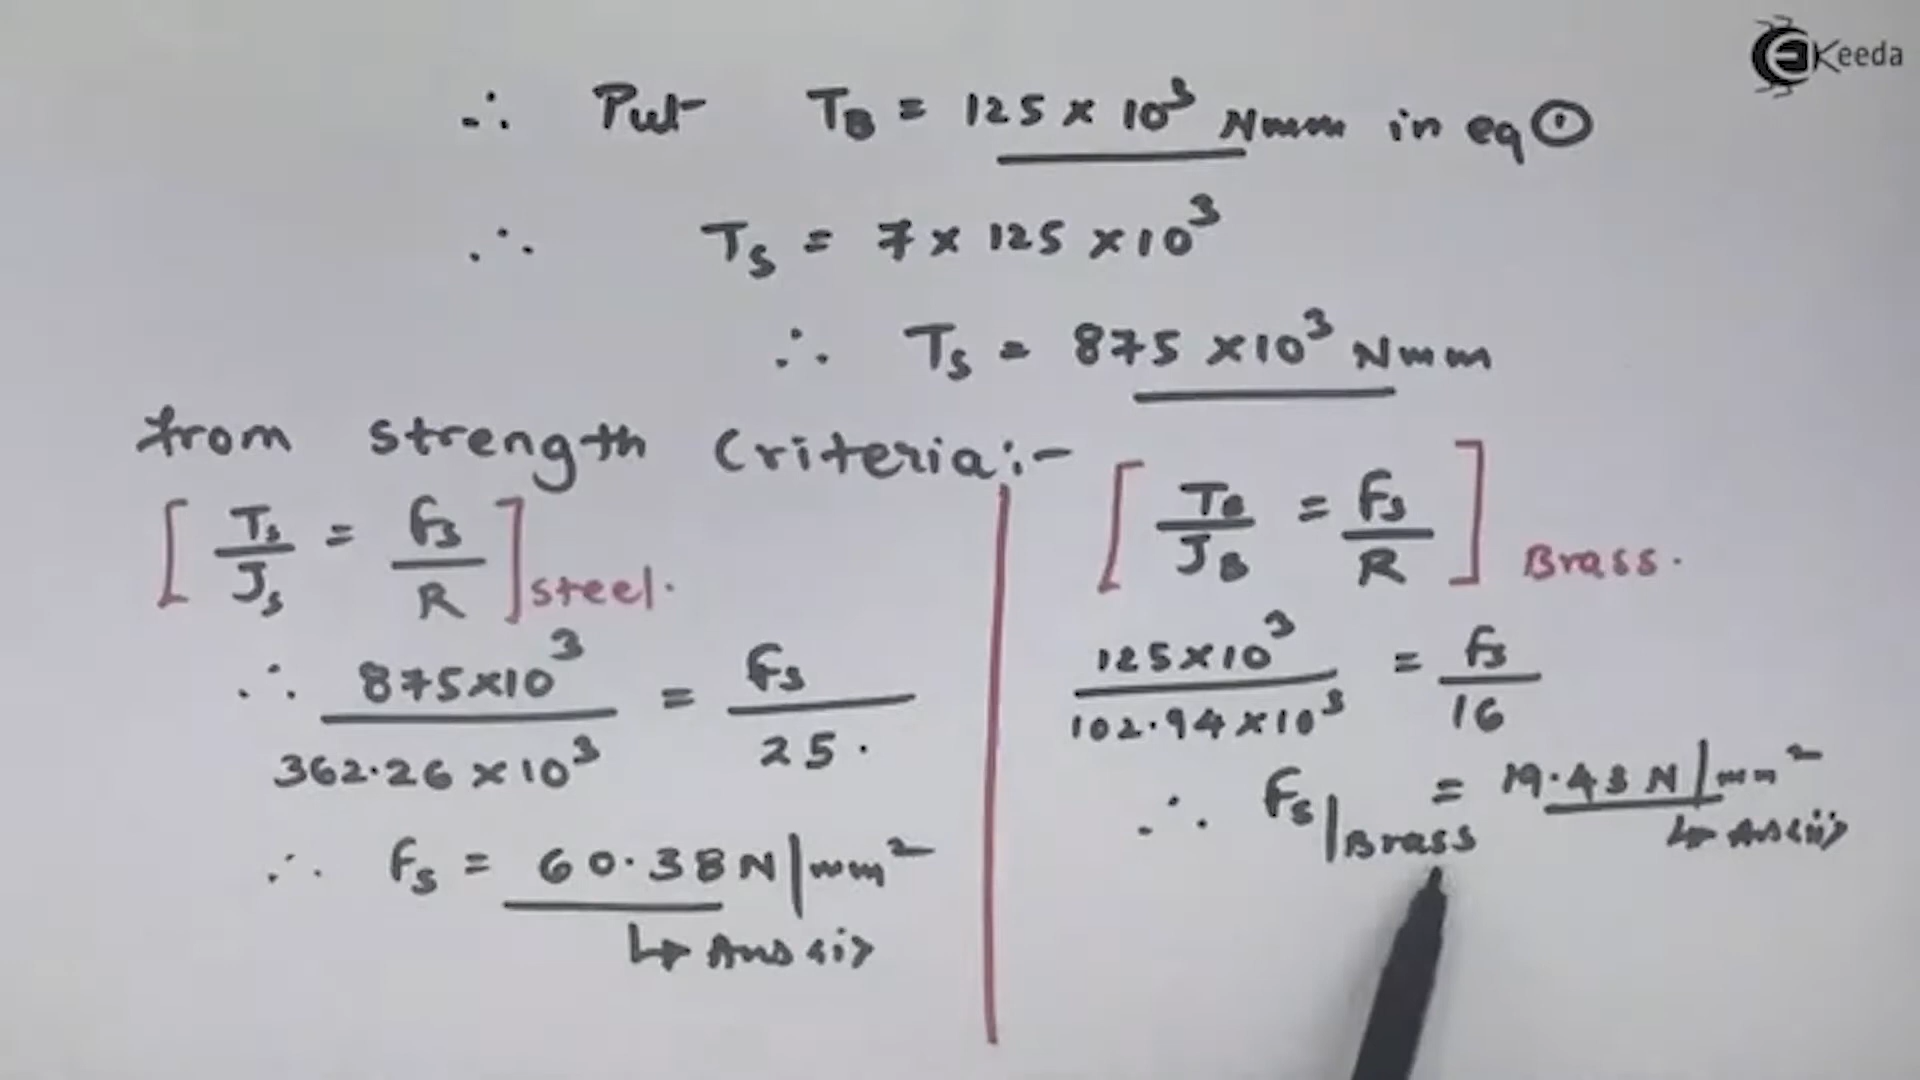 Keeda
∴ Put T_B = 125 × 10³ Nmm in eq ①
∴ T_s = 7 × 125 × 10³
∴ T_s = 875 × 10³ Nmm
from strength Criteria:-
[ T_s/J_s = f_s/R ] steel.
∴ 875×10³ / 362.26 × 10³ = f_s / 25.
∴ f_s = 60.38 N/mm²
↳ Ans <i>
[ T_B/J_B = f_s/R ] Brass.
125×10³ / 102.94 × 10³ = f_s / 16
∴ f_s|Brass = 19.43 N/mm²
↳ Ans <ii>